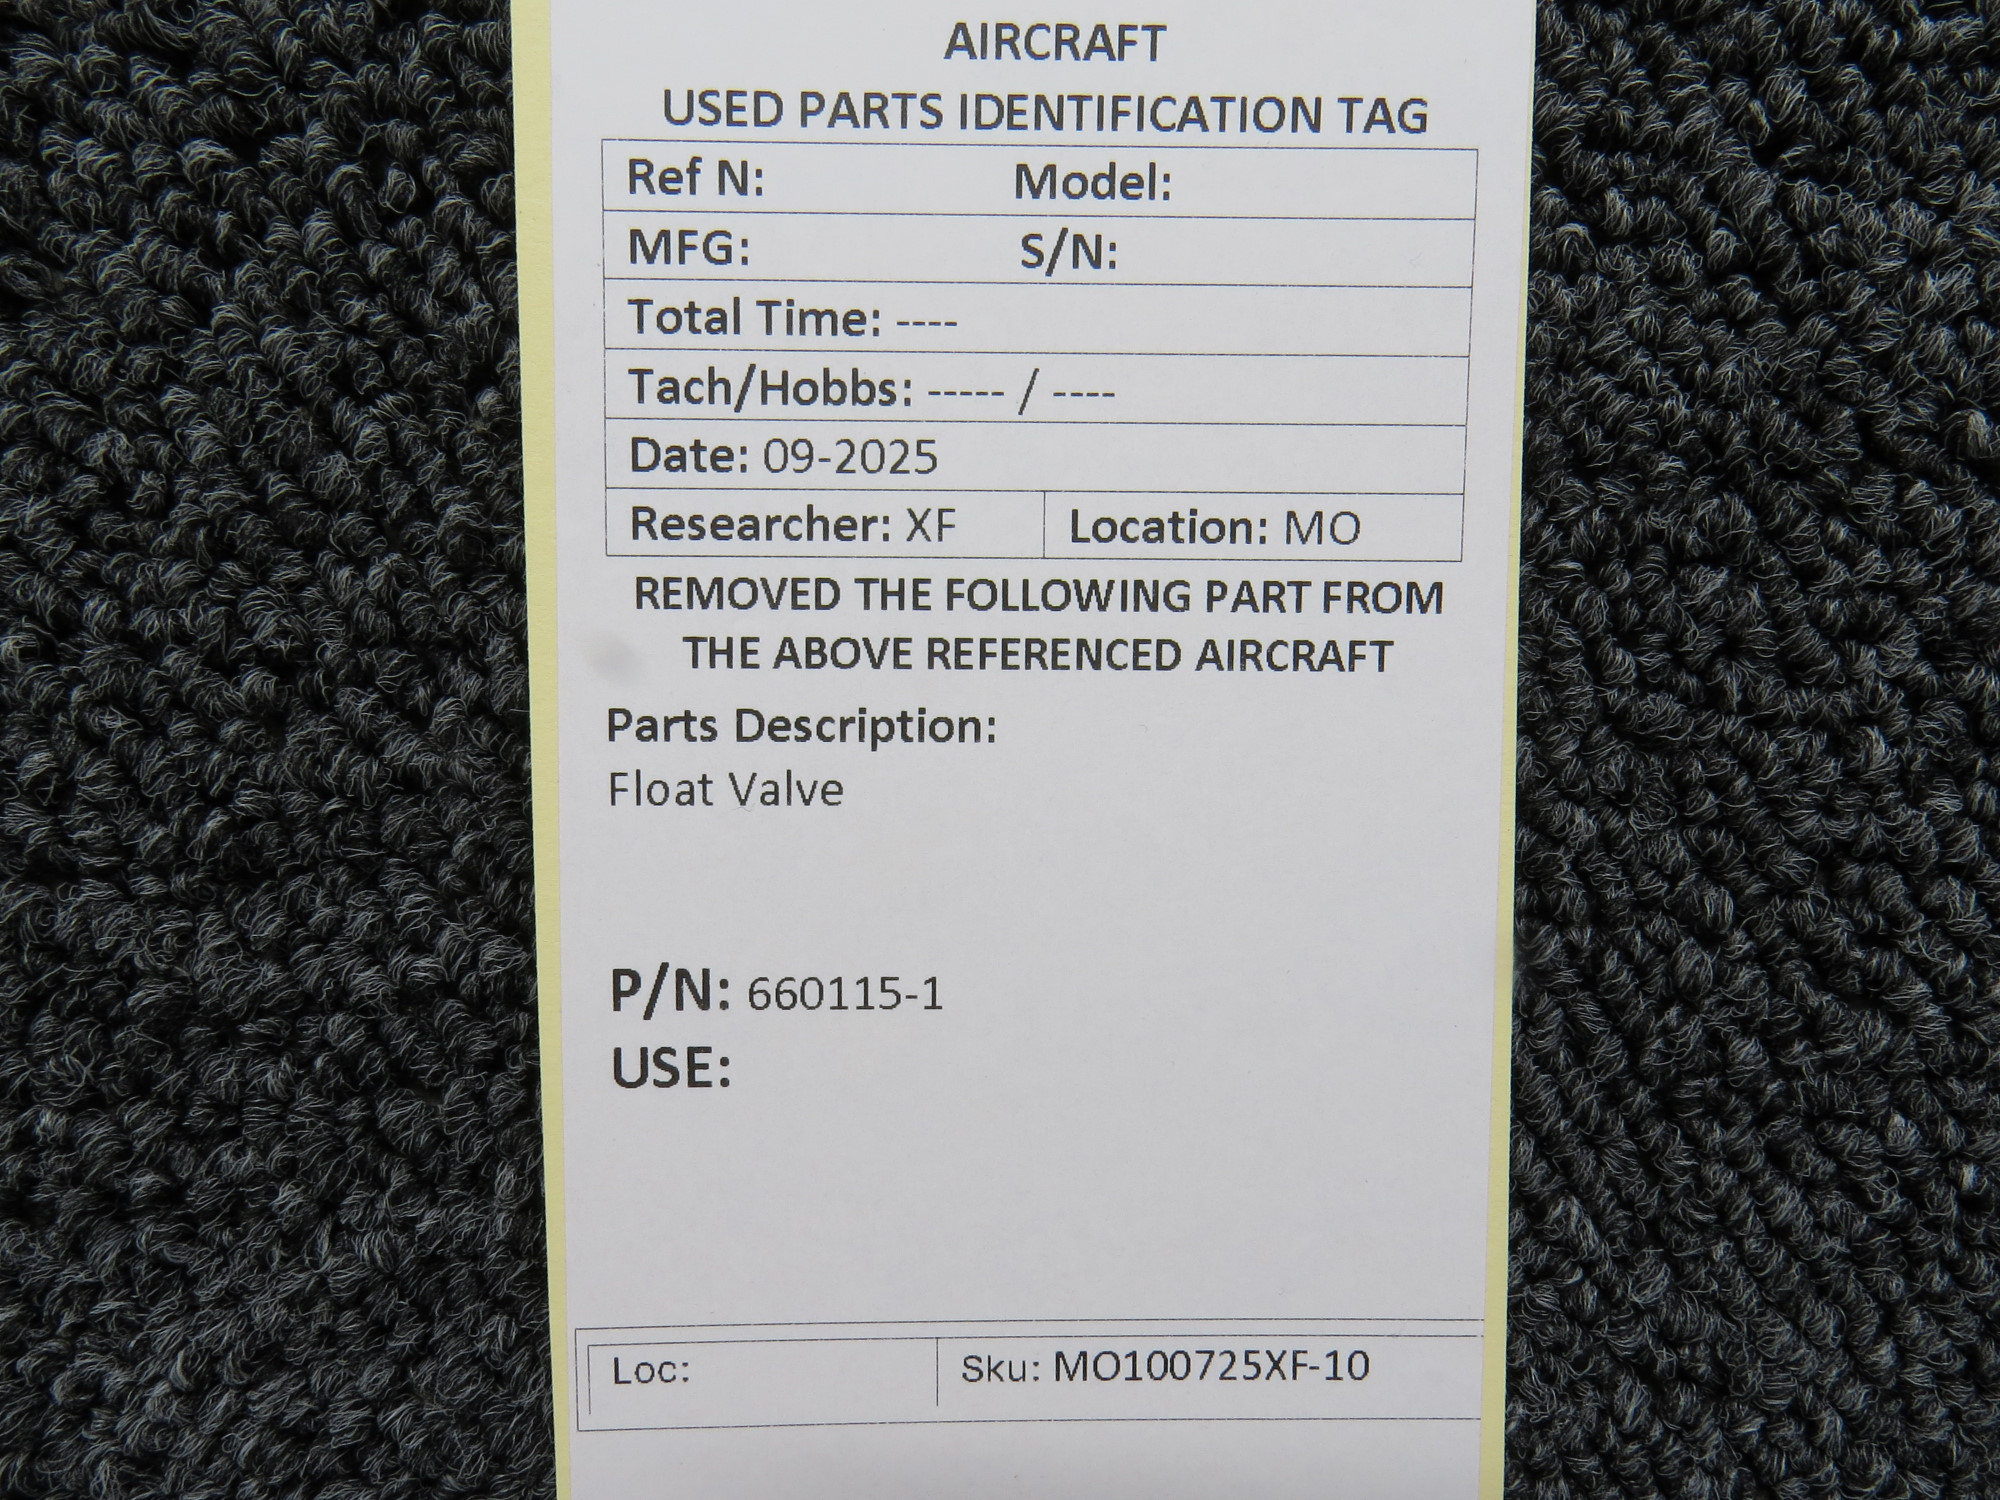 AIRCRAFT
USED PARTS IDENTIFICATION TAG
Ref N: Model:
MFG: S/N:
Total Time: ----
Tach/Hobbs: ----- / ----
Date: 09-2025
Researcher: XF Location: MO
REMOVED THE FOLLOWING PART FROM
THE ABOVE REFERENCED AIRCRAFT
Parts Description:
Float Valve
P/N: 660115-1
USE:
Loc: Sku: MO100725XF-10